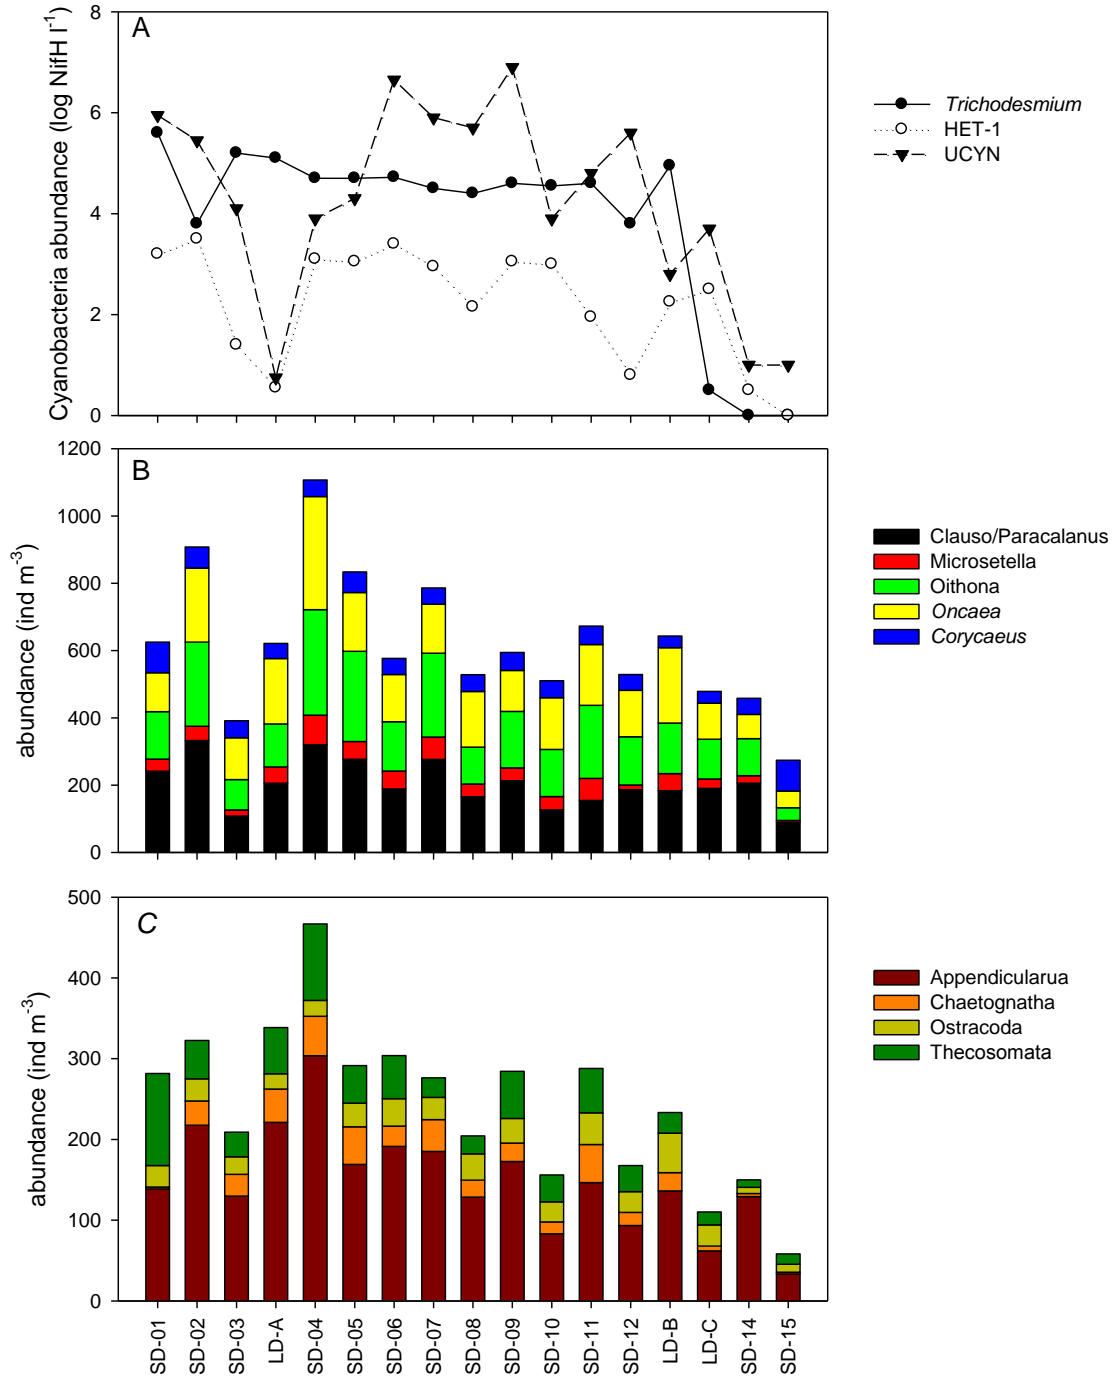 A
Cyanobacteria abundance (log NifH l⁻¹)
8
6
4
2
0
Trichodesmium
HET-1
UCYN
B
abundance (ind m⁻³)
1200
1000
800
600
400
200
0
Clauso/Paracalanus
Microsetella
Oithona
Oncaea
Corycaeus
C
abundance (ind m⁻³)
500
400
300
200
100
0
Appendicularua
Chaetognatha
Ostracoda
Thecosomata
SD-01
SD-02
SD-03
LD-A
SD-04
SD-05
SD-06
SD-07
SD-08
SD-09
SD-10
SD-11
SD-12
LD-B
LD-C
SD-14
SD-15